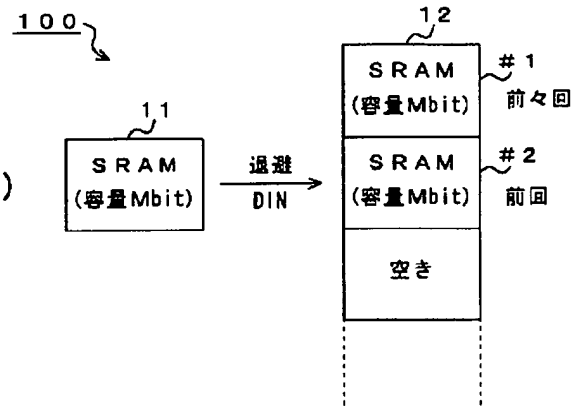 100
12
SRAM
(容量Mbit)
#1
前々回
11
SRAM
(容量Mbit)
)
退避
DIN
SRAM
(容量Mbit)
#2
前回
空き